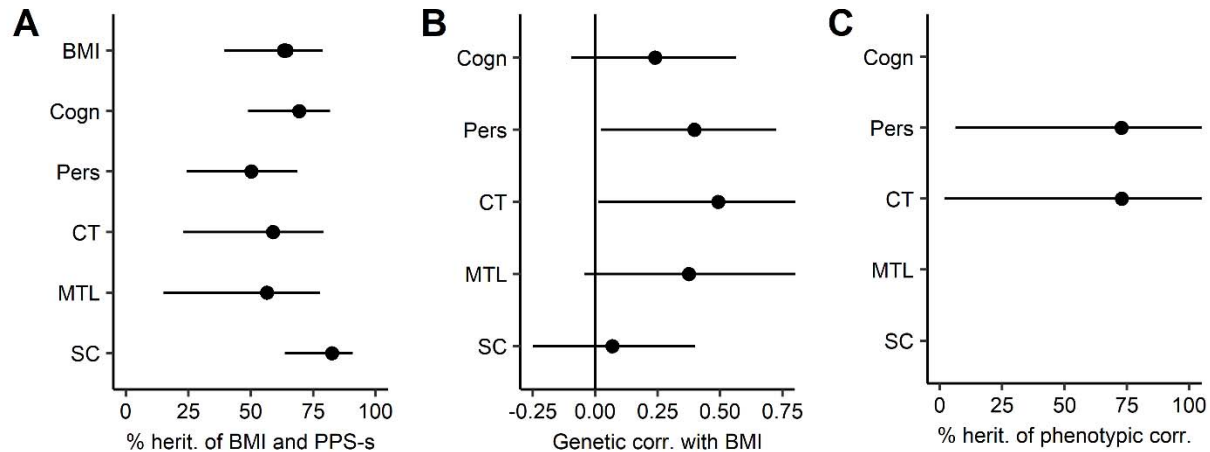 A
BMI
Cogn
Pers
CT
MTL
SC
0 25 50 75 100
% herit. of BMI and PPS-s
B
Cogn
Pers
CT
MTL
SC
-0.25 0.00 0.25 0.50 0.75
Genetic corr. with BMI
C
Cogn
Pers
CT
MTL
SC
0 25 50 75 100
% herit. of phenotypic corr.